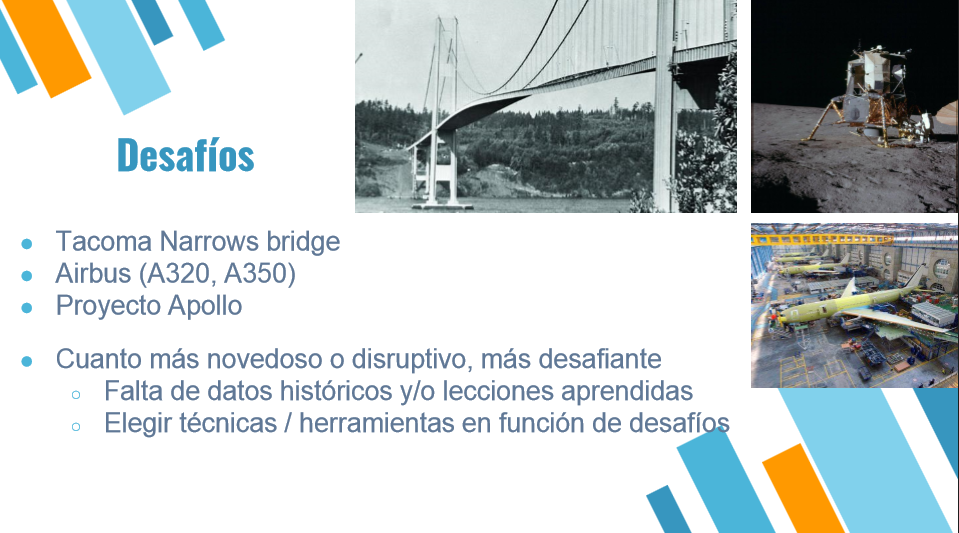 Desafíos
Tacoma Narrows bridge
Airbus (A320, A350)
Proyecto Apollo
Cuanto más novedoso o disruptivo, más desafiante
Falta de datos históricos y/o lecciones aprendidas
Elegir técnicas / herramientas en función de desafíos